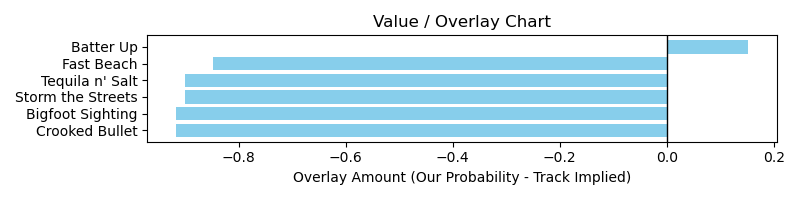 Value / Overlay Chart
Batter Up
Fast Beach
Tequila n' Salt
Storm the Streets
Bigfoot Sighting
Crooked Bullet
−0.8 −0.6 −0.4 −0.2 0.0 0.2
Overlay Amount (Our Probability - Track Implied)